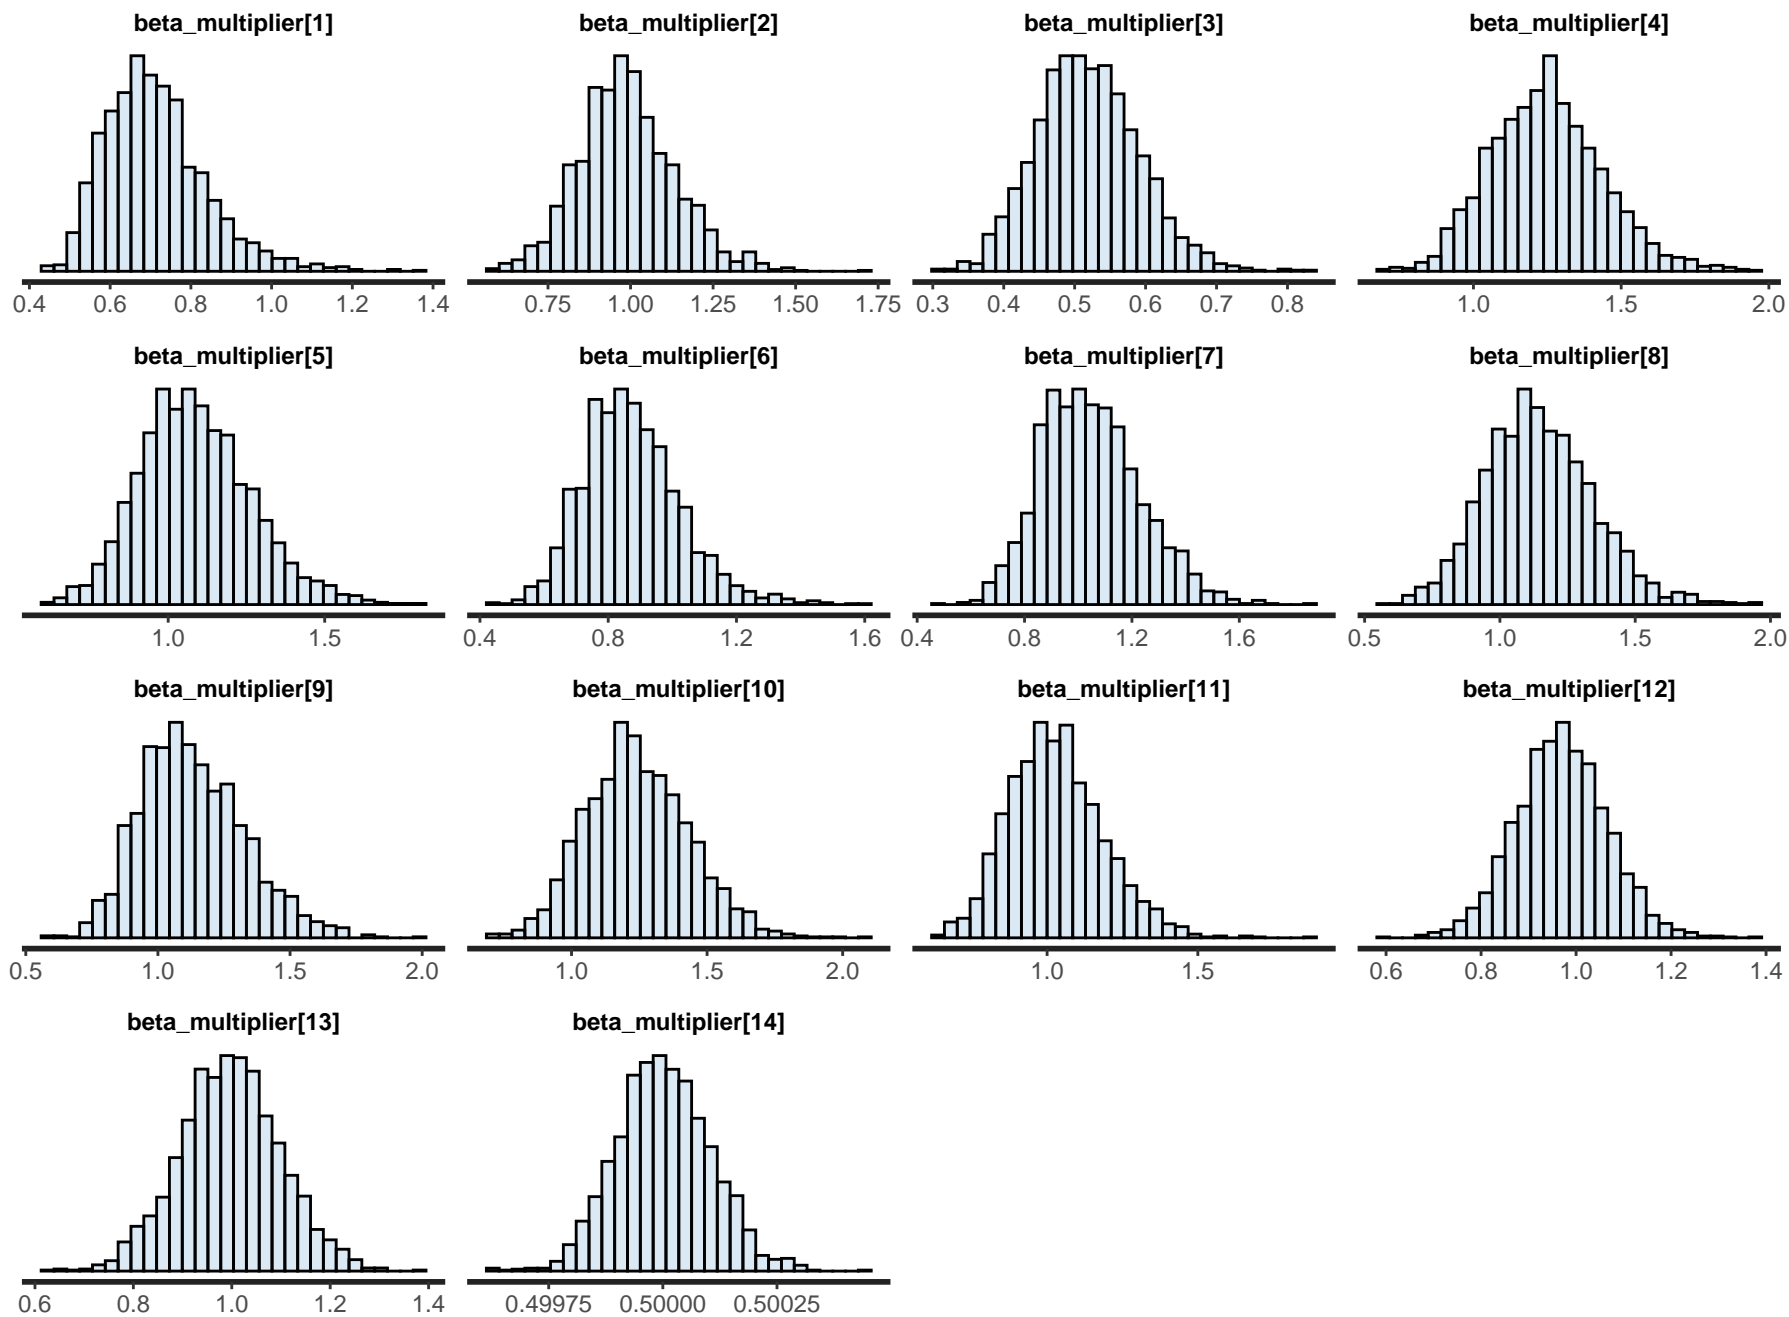 beta_multiplier[1] beta_multiplier[2] beta_multiplier[3] beta_multiplier[4]
0.4 0.6 0.8 1.0 1.2 1.4 0.75 1.00 1.25 1.50 1.75 0.3 0.4 0.5 0.6 0.7 0.8 1.0 1.5 2.0
beta_multiplier[5] beta_multiplier[6] beta_multiplier[7] beta_multiplier[8]
1.0 1.5 0.4 0.8 1.2 1.6 0.4 0.8 1.2 1.6 0.5 1.0 1.5 2.0
beta_multiplier[9] beta_multiplier[10] beta_multiplier[11] beta_multiplier[12]
0.5 1.0 1.5 2.0 1.0 1.5 2.0 1.0 1.5 0.6 0.8 1.0 1.2 1.4
beta_multiplier[13] beta_multiplier[14]
0.6 0.8 1.0 1.2 1.4 0.49975 0.50000 0.50025